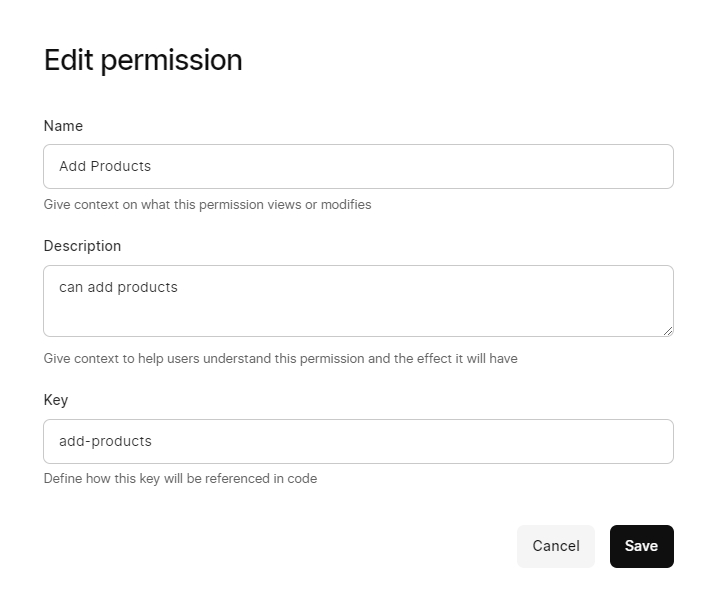 Edit permission
Name
Add Products
Give context on what this permission views or modifies
Description
can add products
Give context to help users understand this permission and the effect it will have
Key
add-products
Define how this key will be referenced in code
Cancel Save